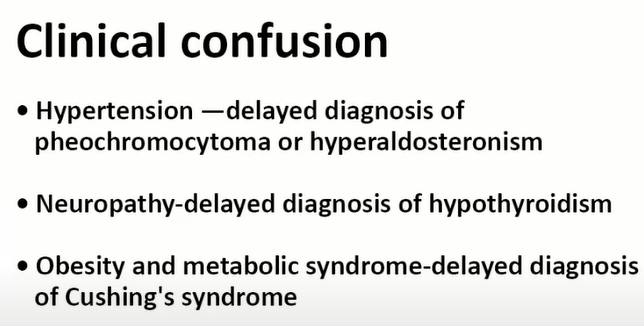 Clinical confusion
• Hypertension —delayed diagnosis of
pheochromocytoma or hyperaldosteronism
• Neuropathy-delayed diagnosis of hypothyroidism
• Obesity and metabolic syndrome-delayed diagnosis
of Cushing's syndrome